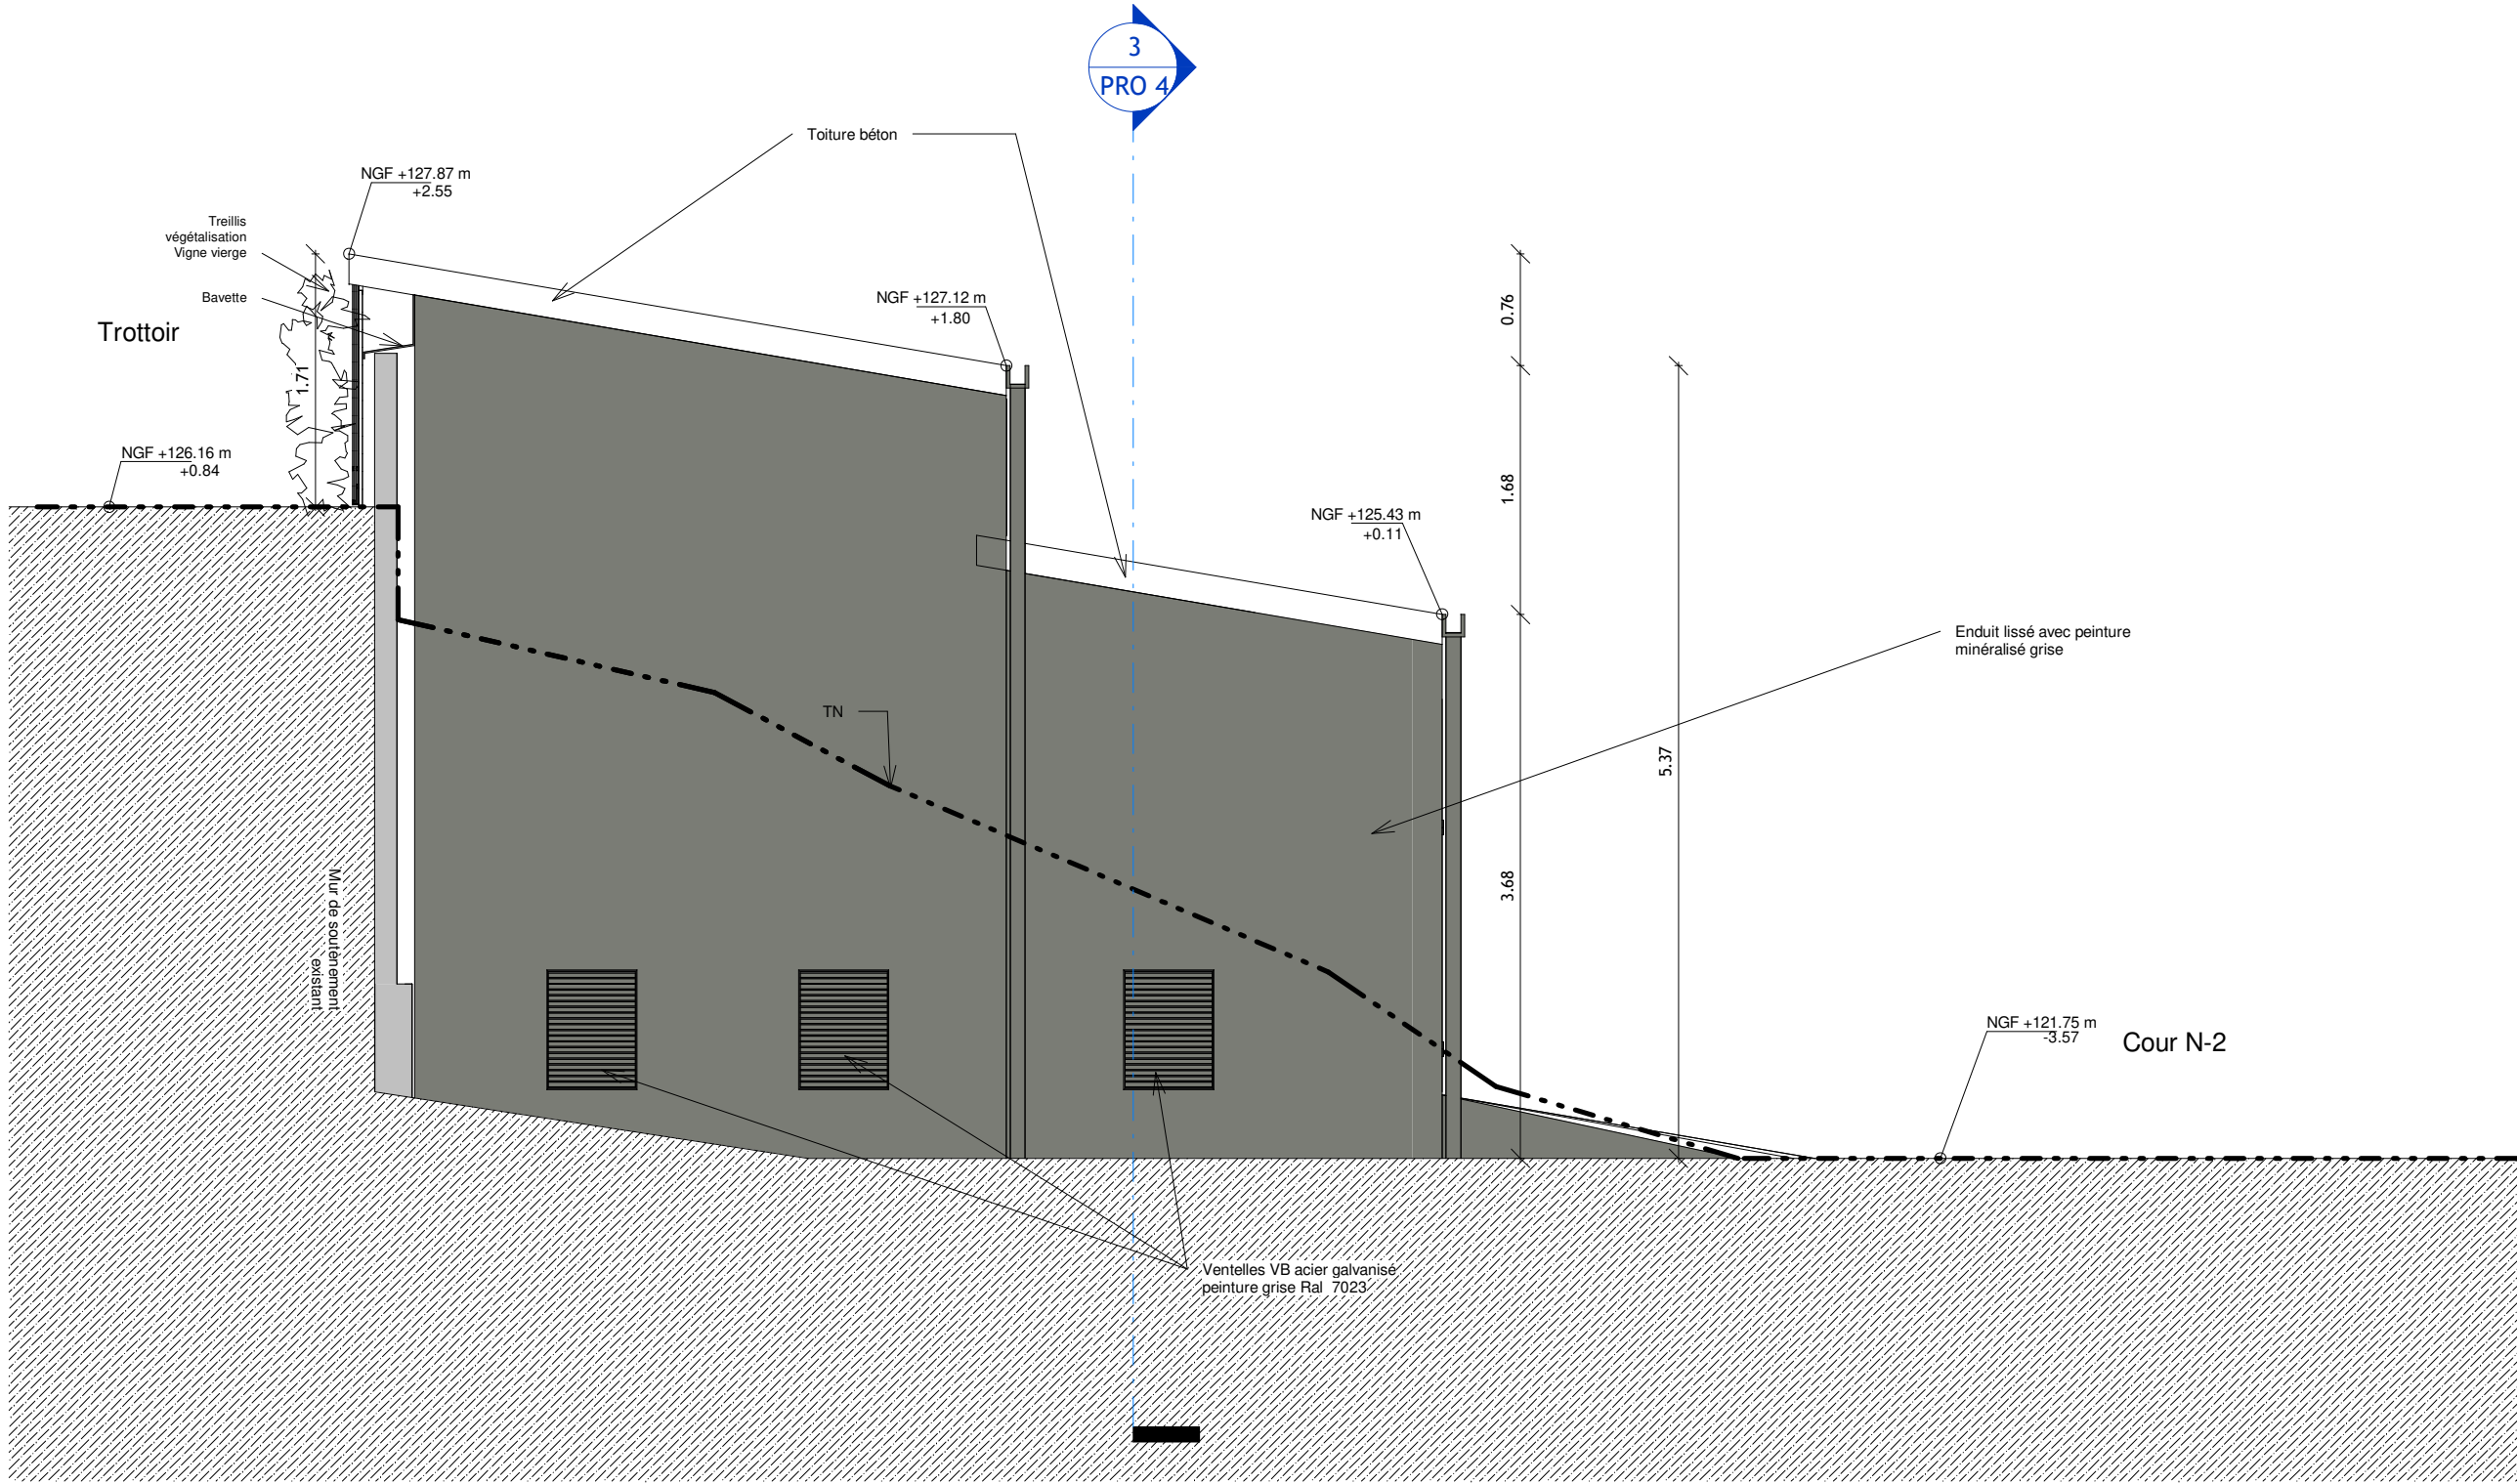 3
PRO 4
Toiture béton
NGF +127.87 m
+2.55
Treillis
végétalisation
Vigne vierge
Bavette
NGF +127.12 m
+1.80
Trottoir
0.76
1.71
NGF +126.16 m
+0.84
1.68
NGF +125.43 m
+0.11
Enduit lissé avec peinture
minéralisé grise
TN
5.37
3.68
Mur de soutènement
existant
NGF +121.75 m
-3.57
Cour N-2
Ventelles VB acier galvanisé
peinture grise Ral 7023